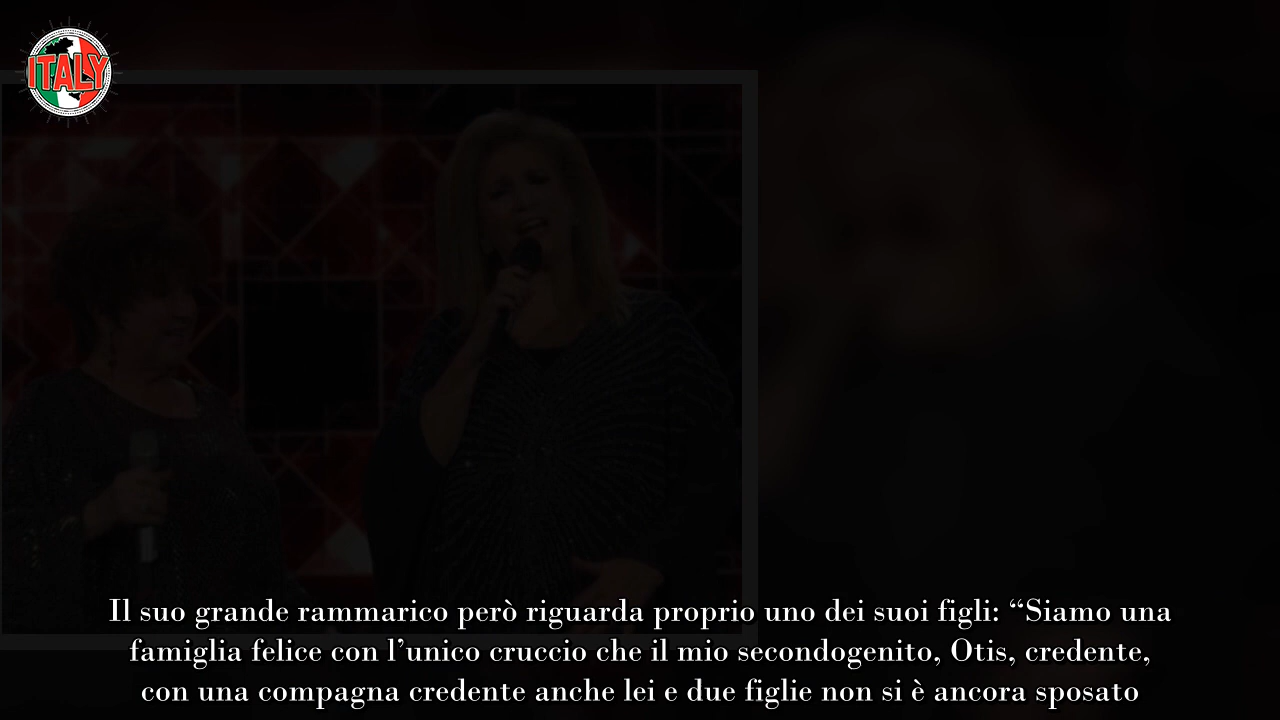 ITALY
Il suo grande rammarico però riguarda proprio uno dei suoi figli: “Siamo una
famiglia felice con l’unico cruccio che il mio secondogenito, Otis, credente,
con una compagna credente anche lei e due figlie non si è ancora sposato